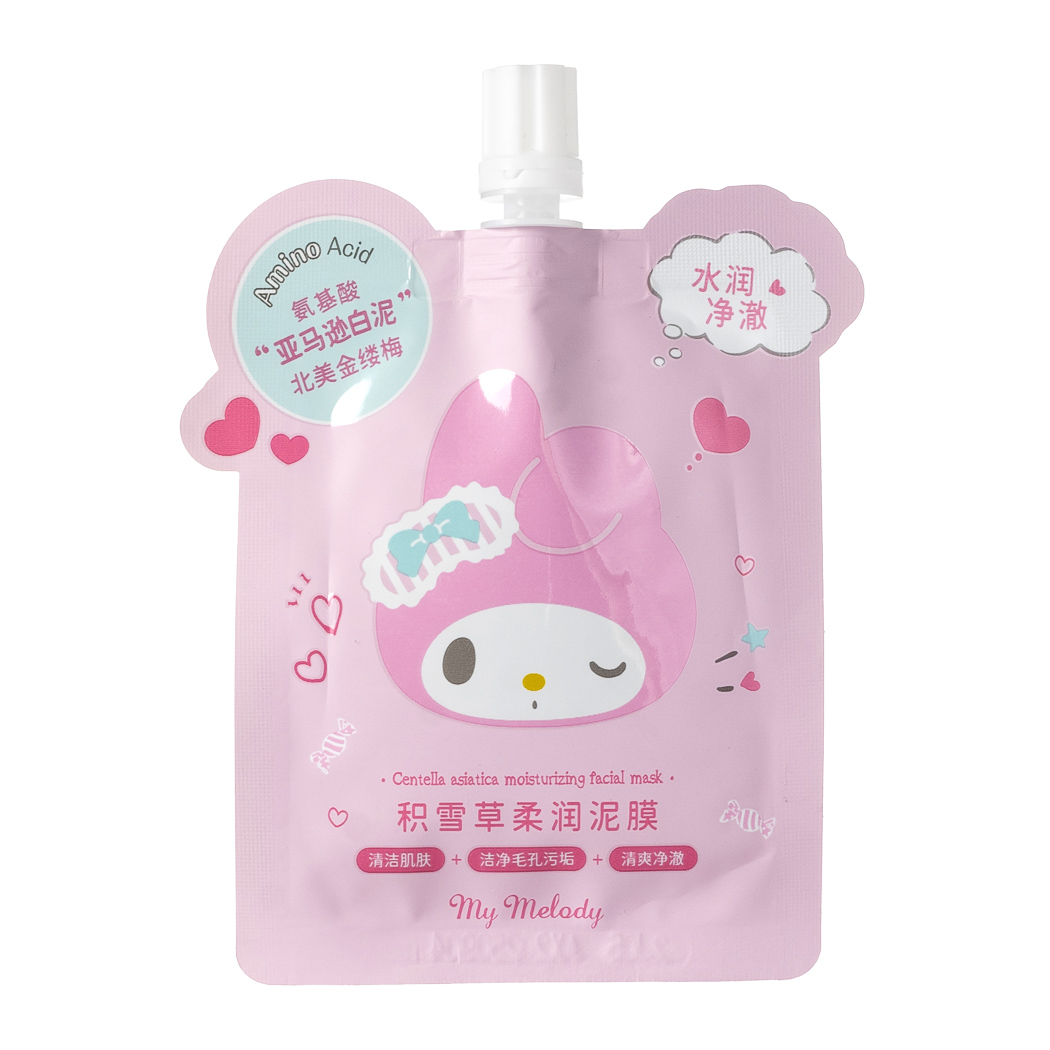 Amino Acid
氨基酸
“亚马逊白泥”
北美金缕梅
水润
净澈
· Centella asiatica moisturizing facial mask ·
积雪草柔润泥膜
清洁肌肤 + 洁净毛孔污垢 + 清爽净澈
My Melody